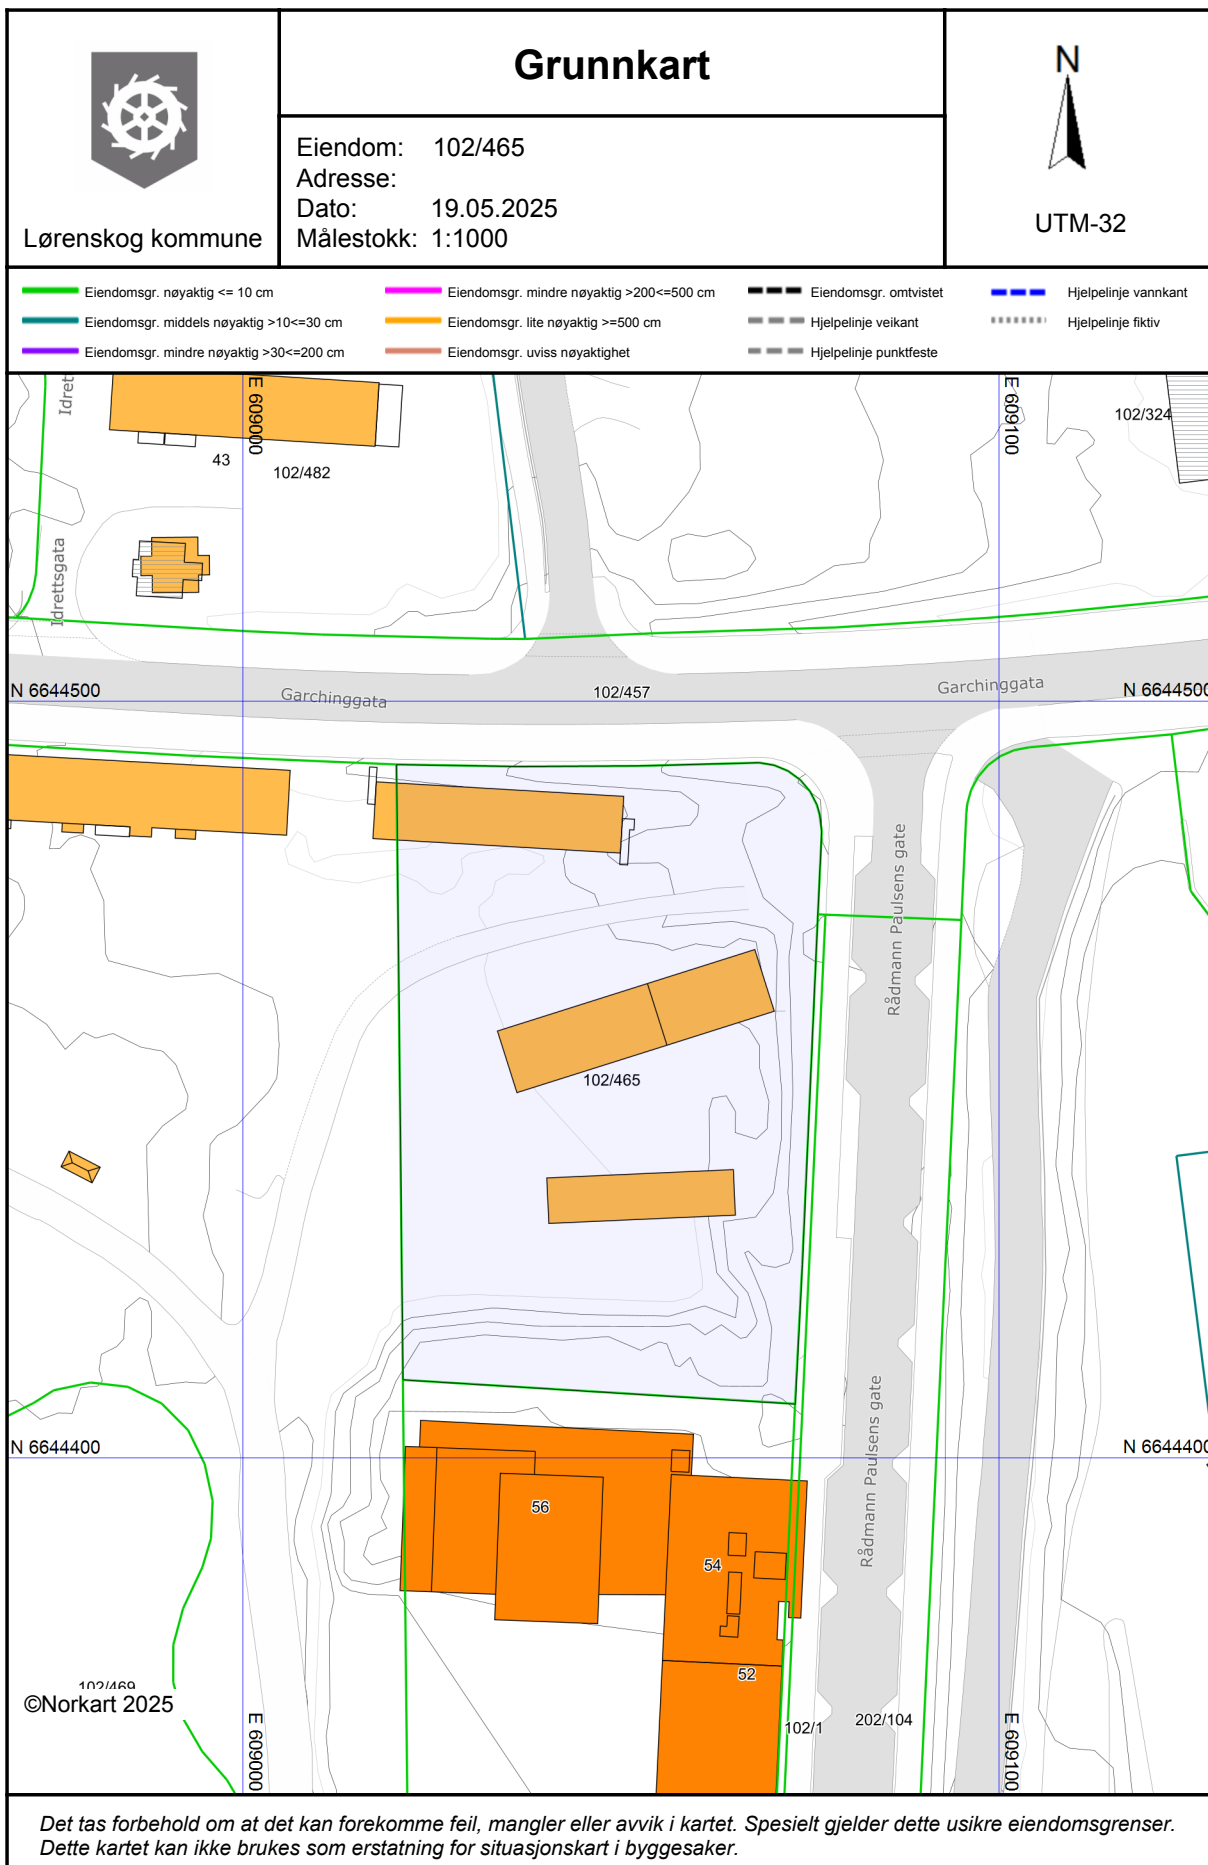 Grunnkart
N
Eiendom: 102/465
Adresse:
Dato: 19.05.2025
Målestokk: 1:1000
Lørenskog kommune
UTM-32
Eiendomsgr. nøyaktig <= 10 cm
Eiendomsgr. middels nøyaktig >10<=30 cm
Eiendomsgr. mindre nøyaktig >30<=200 cm
Eiendomsgr. mindre nøyaktig >200<=500 cm
Eiendomsgr. lite nøyaktig >=500 cm
Eiendomsgr. uviss nøyaktighet
Eiendomsgr. omtvistet
Hjelpelinje veikant
Hjelpelinje punktfeste
Hjelpelinje vannkant
Hjelpelinje fiktiv
Idrett
E 609000
E 609100
102/324
43
102/482
Idrettsgata
N 6644500
Garchinggata
102/457
Garchinggata
N 6644500
Rådmann Paulsens gate
102/465
Rådmann Paulsens gate
N 6644400
N 6644400
56
54
52
102/469
©Norkart 2025
E 609000
102/1
202/104
E 609100
Det tas forbehold om at det kan forekomme feil, mangler eller avvik i kartet. Spesielt gjelder dette usikre eiendomsgrenser.
Dette kartet kan ikke brukes som erstatning for situasjonskart i byggesaker.